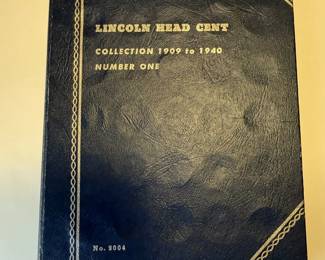 LINCOLN HEAD CENT
COLLECTION 1909 to 1940
NUMBER ONE
No. 9004